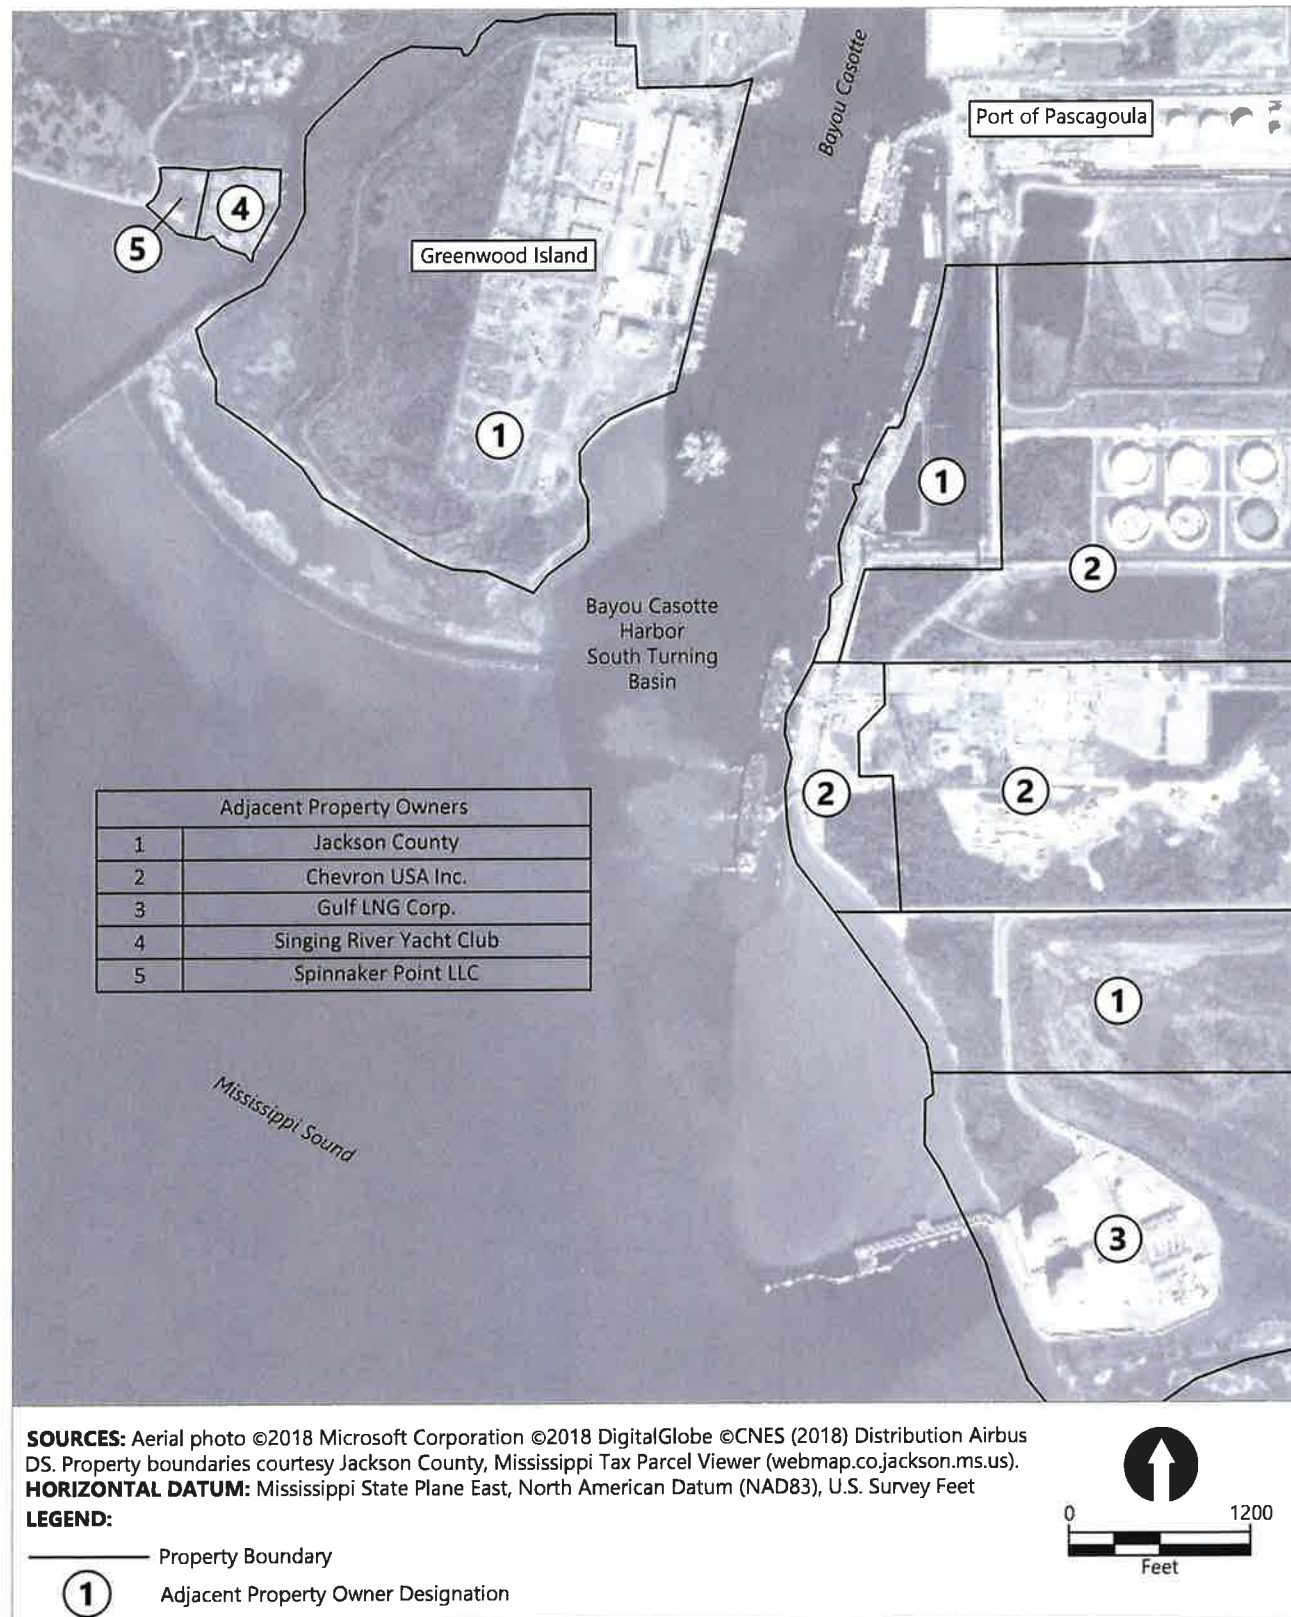 Bayou Casotte
Port of Pascagoula
4
5
Greenwood Island
1
1
2
Bayou Casotte
Harbor
South Turning
Basin
2
2
Adjacent Property Owners
1 Jackson County
2 Chevron USA Inc.
3 Gulf LNG Corp.
4 Singing River Yacht Club
5 Spinnaker Point LLC
1
Mississippi Sound
3
SOURCES: Aerial photo ©2018 Microsoft Corporation ©2018 DigitalGlobe ©CNES (2018) Distribution Airbus
DS. Property boundaries courtesy Jackson County, Mississippi Tax Parcel Viewer (webmap.co.jackson.ms.us).
HORIZONTAL DATUM: Mississippi State Plane East, North American Datum (NAD83), U.S. Survey Feet
LEGEND:
Property Boundary
1 Adjacent Property Owner Designation
0 1200
Feet